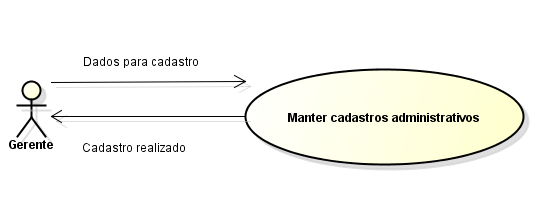 Dados para cadastro
Manter cadastros administrativos
Gerente
Cadastro realizado